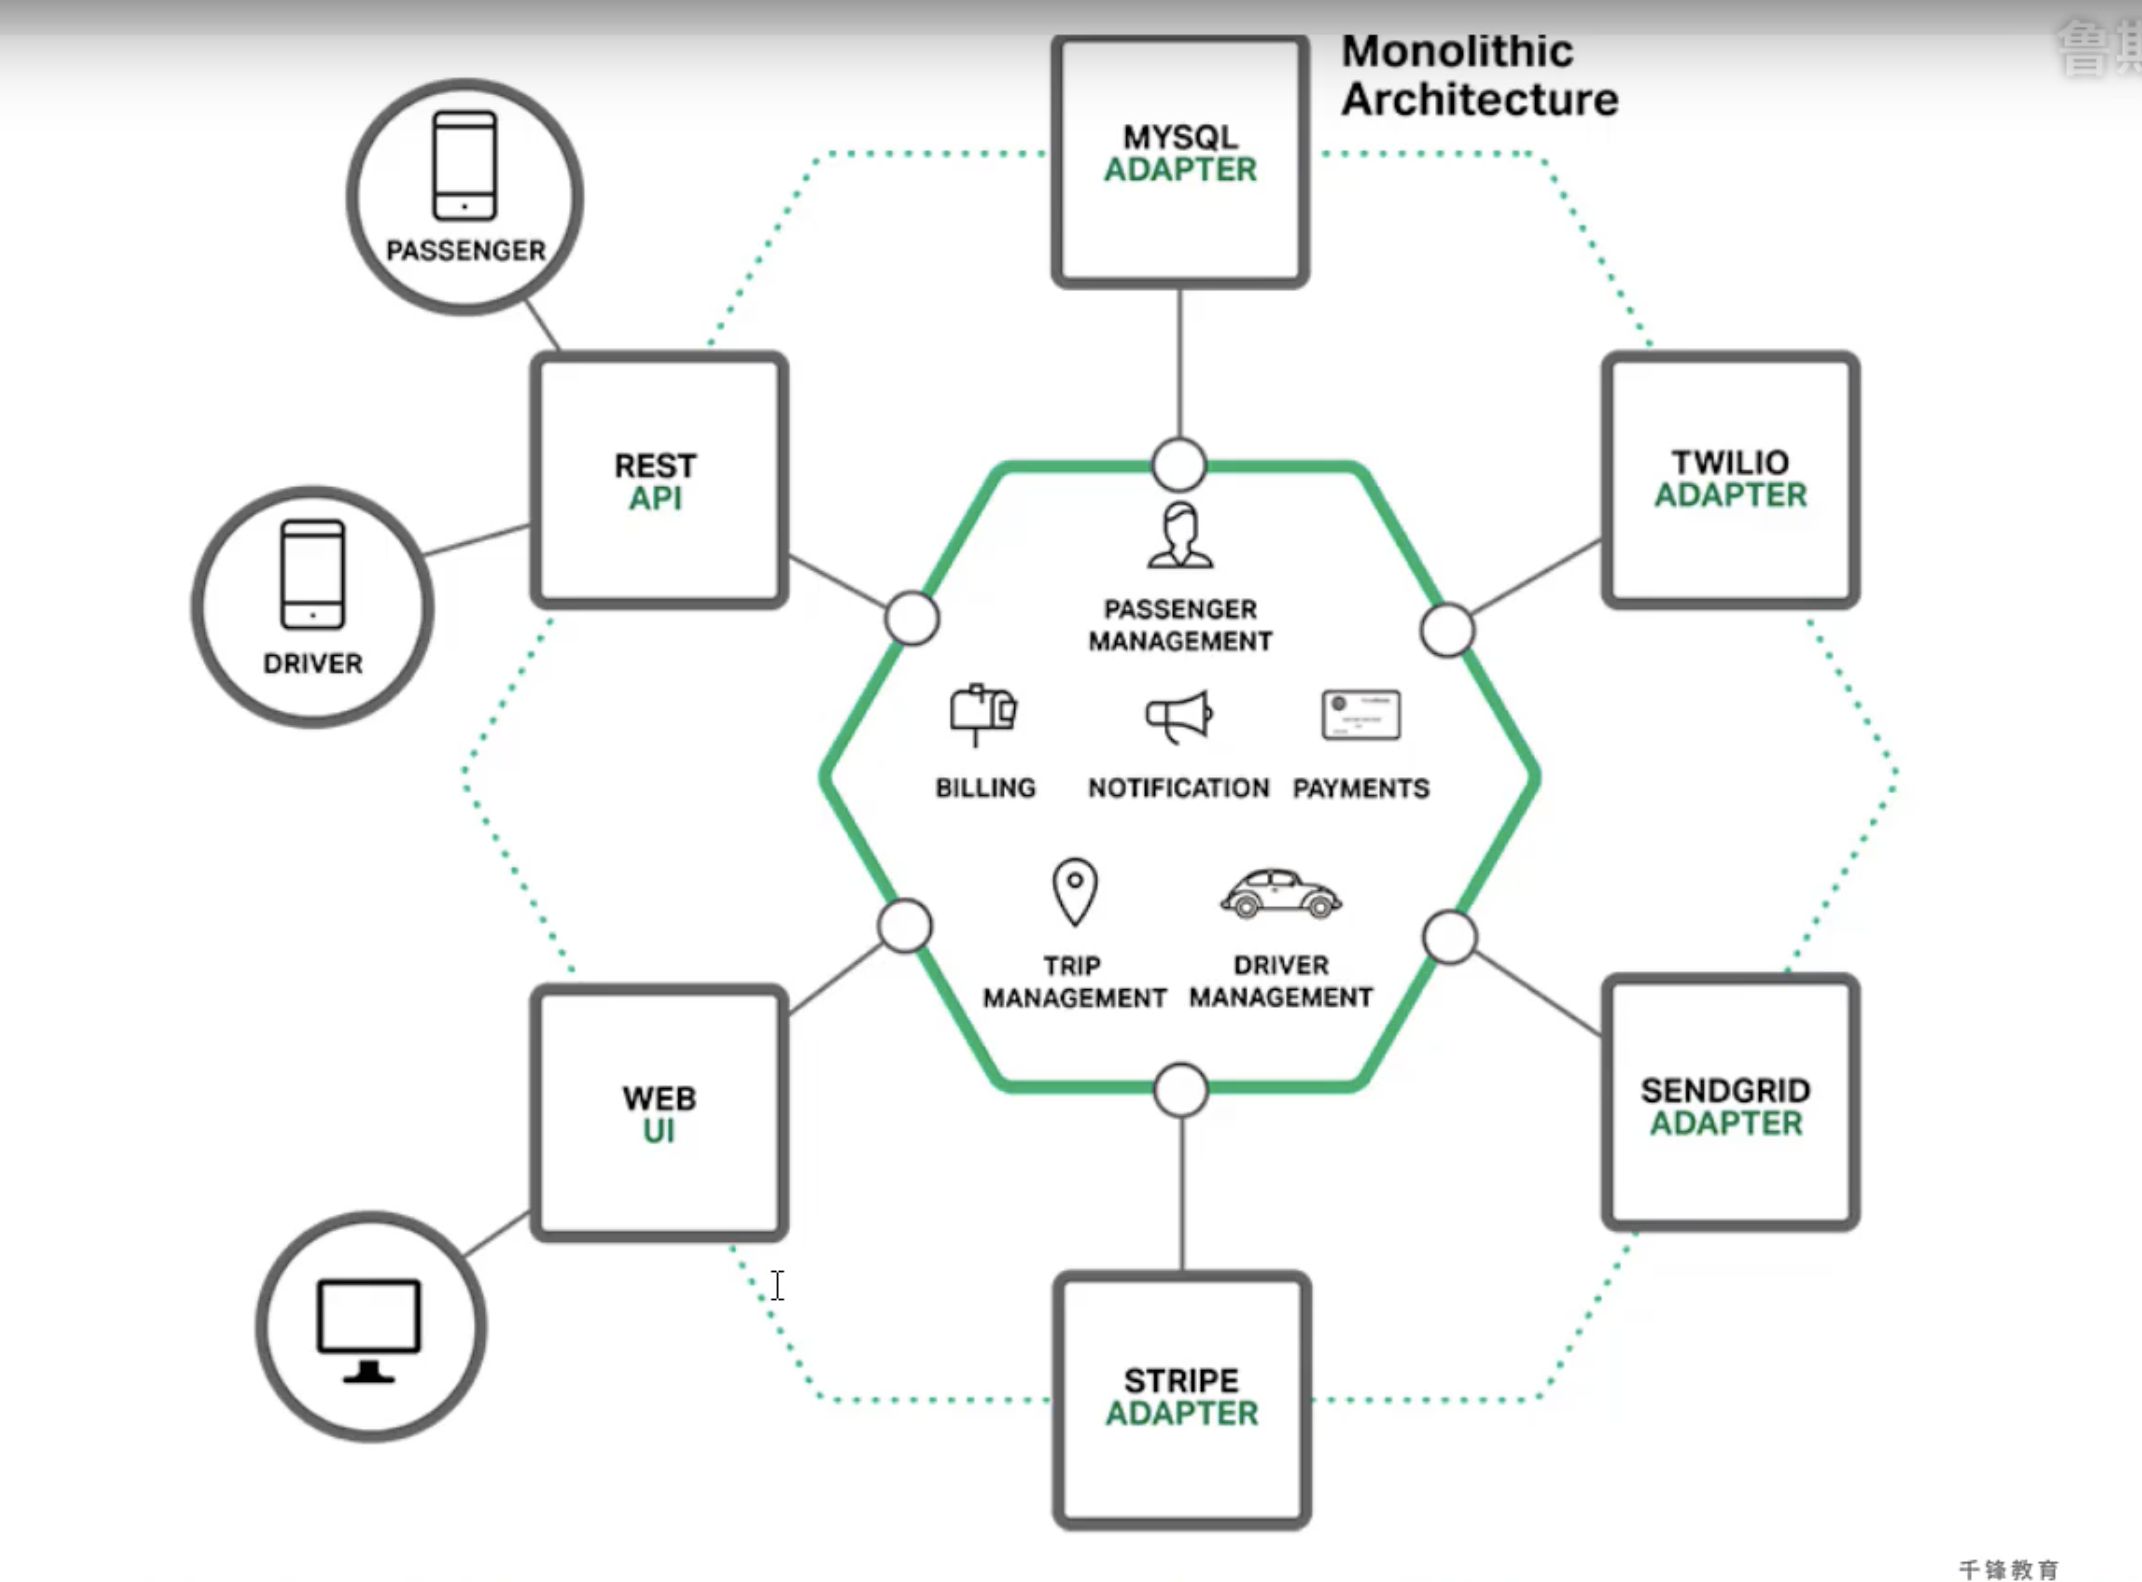 Monolithic
Architecture
MYSQL
ADAPTER
PASSENGER
REST
API
TWILIO
ADAPTER
DRIVER
PASSENGER
MANAGEMENT
BILLING
NOTIFICATION
PAYMENTS
TRIP
MANAGEMENT
DRIVER
MANAGEMENT
WEB
UI
SENDGRID
ADAPTER
STRIPE
ADAPTER
千锋教育